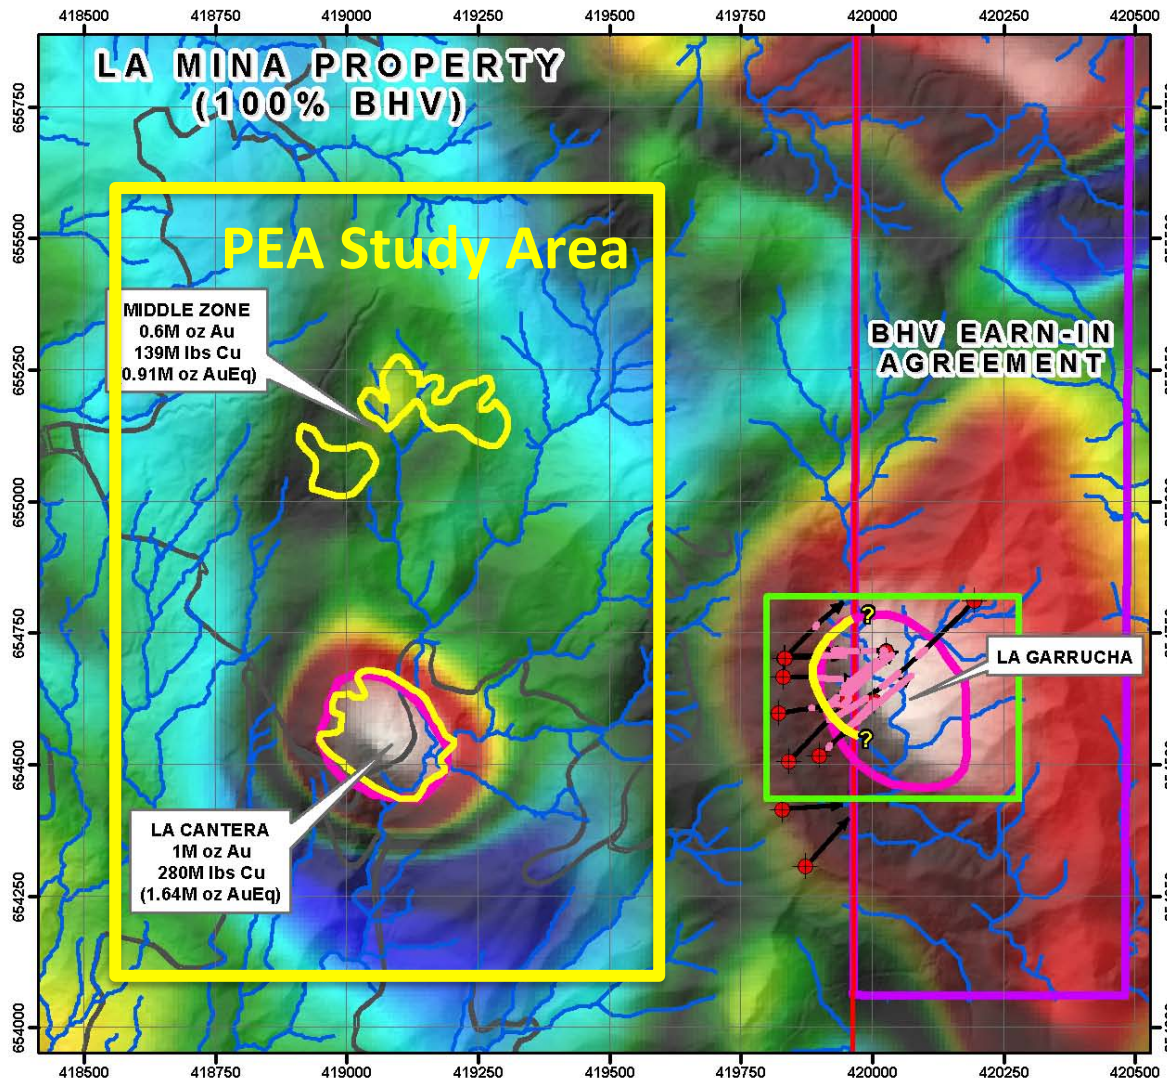 418500 418750 419000 419250 419500 419750 420000 420250 420500
LA MINA PROPERTY
(100% BHV)
655750
655500
PEA Study Area
MIDDLE ZONE
0.6M oz Au
139M lbs Cu
0.91M oz AuEq)
BHV EARN-IN
AGREEMENT
655250
655000
654750
?
LA GARRUCHA
?
654500
LA CANTERA
1M oz Au
280M lbs Cu
(1.64M oz AuEq)
654250
654000
418500 418750 419000 419250 419500 419750 420000 420250 420500